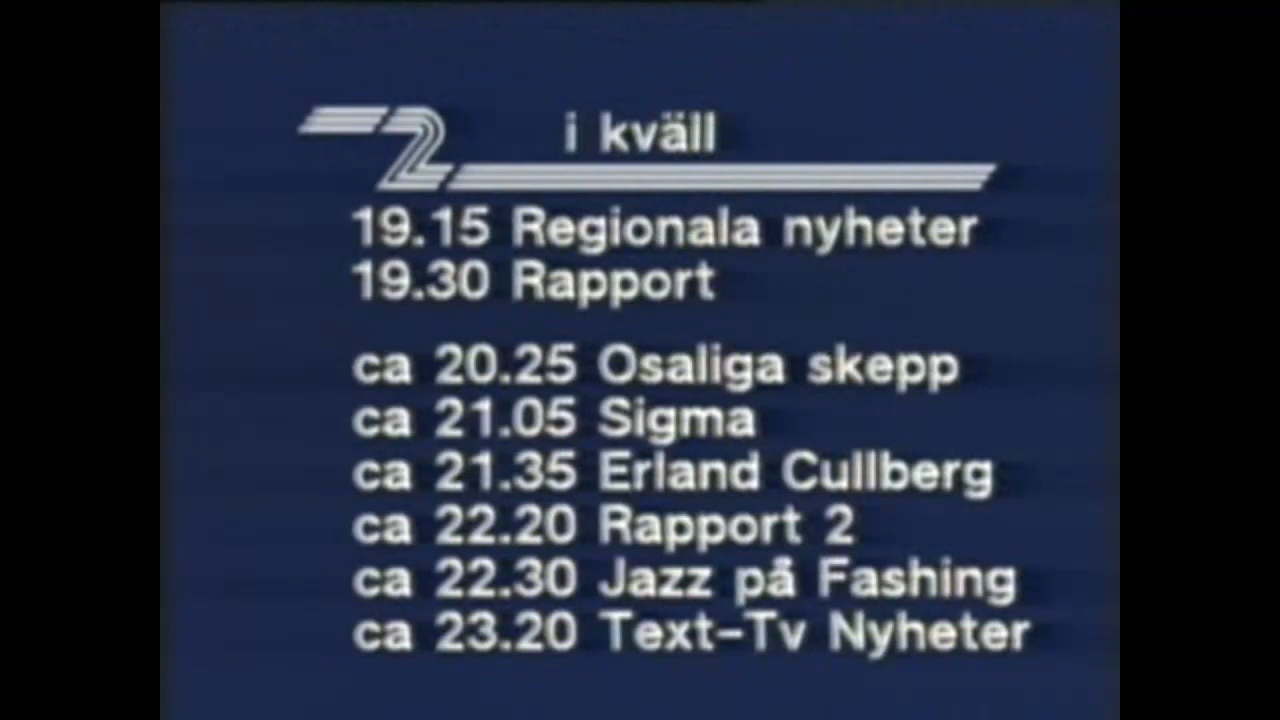 2 i kväll
19.15 Regionala nyheter
19.30 Rapport
ca 20.25 Osaliga skepp
ca 21.05 Sigma
ca 21.35 Erland Cullberg
ca 22.20 Rapport 2
ca 22.30 Jazz på Fashing
ca 23.20 Text-Tv Nyheter